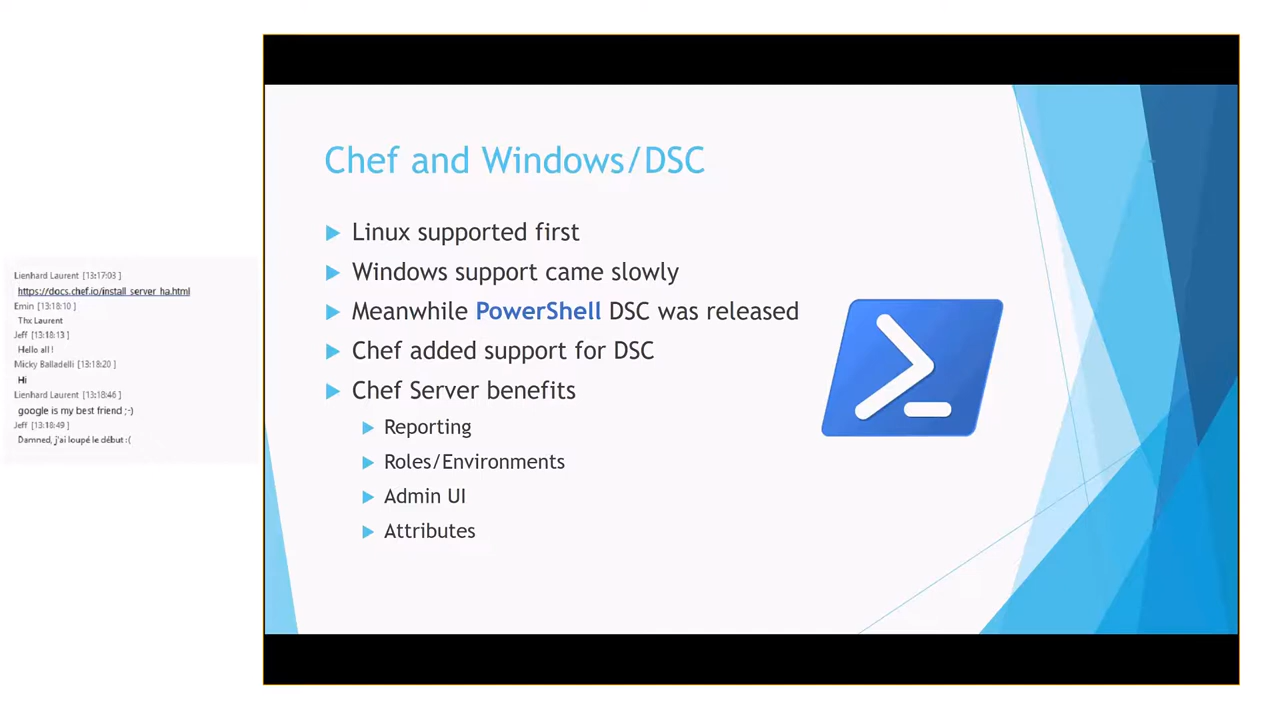 Lienhard Laurent [13:17:03 ]
https://docs.chef.io/install_server_ha.html
Emin [13:18:10 ]
Thx Laurent
Jeff [13:18:13 ]
Hello all !
Micky Balladelli [13:18:20 ]
Hi
Lienhard Laurent [13:18:46 ]
google is my best friend ;-)
Jeff [13:18:49 ]
Damned, j'ai loupé le début :(
Chef and Windows/DSC
Linux supported first
Windows support came slowly
Meanwhile PowerShell DSC was released
Chef added support for DSC
Chef Server benefits
Reporting
Roles/Environments
Admin UI
Attributes